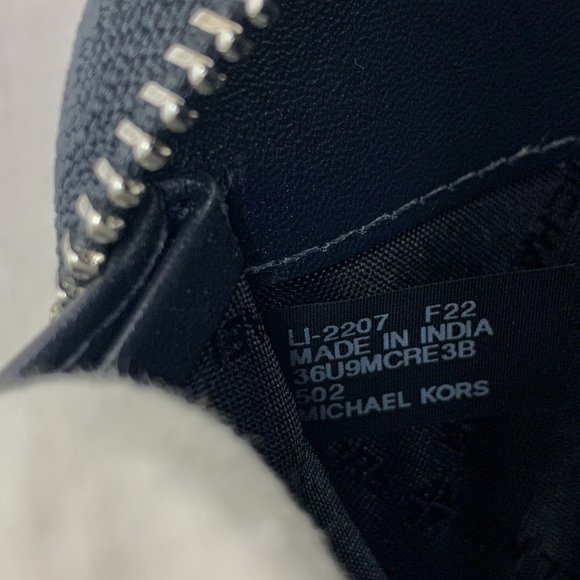 LI-2207 F22
MADE IN INDIA
36U9MCRE3B
502
MICHAEL KORS